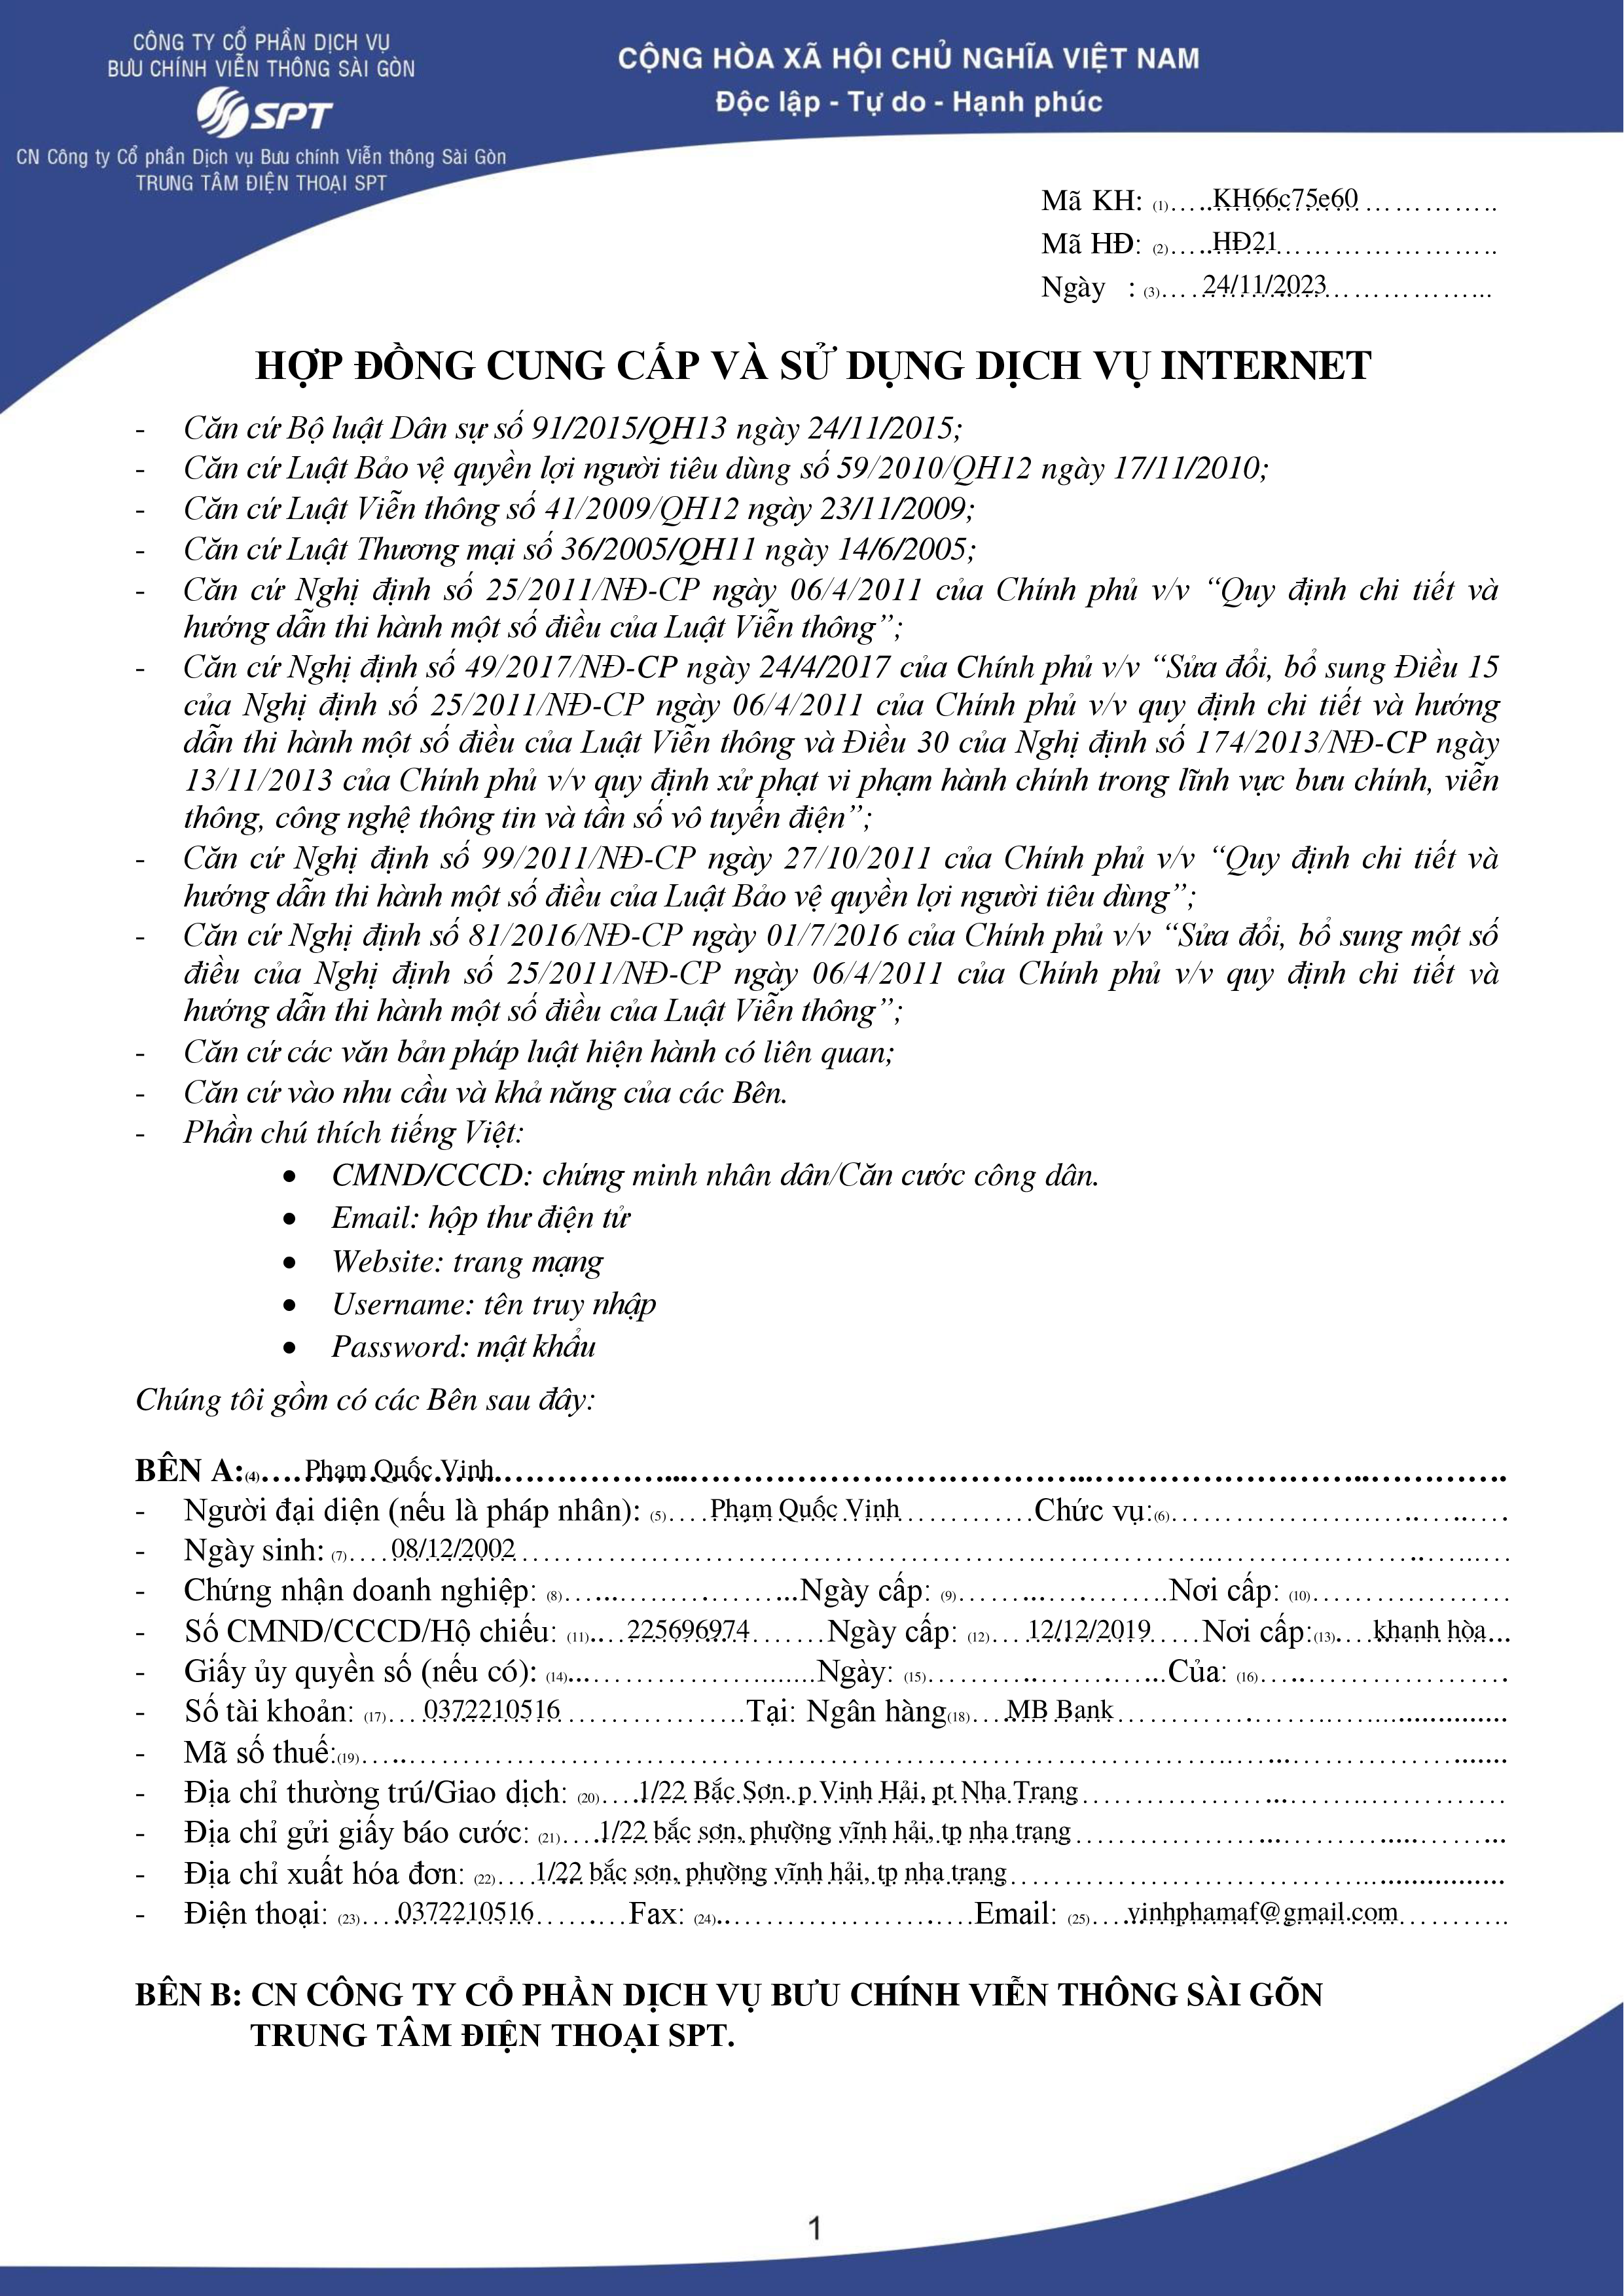 CÔNG TY CỔ PHẦN DỊCH VỤ
BƯU CHÍNH VIỄN THÔNG SÀI GÒN
SPT
CN Công ty Cổ phần Dịch vụ Bưu chính Viễn thông Sài Gòn
TRUNG TÂM ĐIỆN THOẠI SPT
CỘNG HÒA XÃ HỘI CHỦ NGHĨA VIỆT NAM
Độc lập - Tự do - Hạnh phúc
Mã KH: (1)…..KH66c75e60…………..
Mã HĐ: (2)…..HĐ21……………………..
Ngày : (3)……24/11/2023………………...
HỢP ĐỒNG CUNG CẤP VÀ SỬ DỤNG DỊCH VỤ INTERNET
- Căn cứ Bộ luật Dân sự số 91/2015/QH13 ngày 24/11/2015;
- Căn cứ Luật Bảo vệ quyền lợi người tiêu dùng số 59/2010/QH12 ngày 17/11/2010;
- Căn cứ Luật Viễn thông số 41/2009/QH12 ngày 23/11/2009;
- Căn cứ Luật Thương mại số 36/2005/QH11 ngày 14/6/2005;
- Căn cứ Nghị định số 25/2011/NĐ-CP ngày 06/4/2011 của Chính phủ v/v “Quy định chi tiết và
hướng dẫn thi hành một số điều của Luật Viễn thông”;
- Căn cứ Nghị định số 49/2017/NĐ-CP ngày 24/4/2017 của Chính phủ v/v “Sửa đổi, bổ sung Điều 15
của Nghị định số 25/2011/NĐ-CP ngày 06/4/2011 của Chính phủ v/v quy định chi tiết và hướng
dẫn thi hành một số điều của Luật Viễn thông và Điều 30 của Nghị định số 174/2013/NĐ-CP ngày
13/11/2013 của Chính phủ v/v quy định xử phạt vi phạm hành chính trong lĩnh vực bưu chính, viễn
thông, công nghệ thông tin và tần số vô tuyến điện”;
- Căn cứ Nghị định số 99/2011/NĐ-CP ngày 27/10/2011 của Chính phủ v/v “Quy định chi tiết và
hướng dẫn thi hành một số điều của Luật Bảo vệ quyền lợi người tiêu dùng”;
- Căn cứ Nghị định số 81/2016/NĐ-CP ngày 01/7/2016 của Chính phủ v/v “Sửa đổi, bổ sung một số
điều của Nghị định số 25/2011/NĐ-CP ngày 06/4/2011 của Chính phủ v/v quy định chi tiết và
hướng dẫn thi hành một số điều của Luật Viễn thông”;
- Căn cứ các văn bản pháp luật hiện hành có liên quan;
- Căn cứ vào nhu cầu và khả năng của các Bên.
- Phần chú thích tiếng Việt:
• CMND/CCCD: chứng minh nhân dân/Căn cước công dân.
• Email: hộp thư điện tử
• Website: trang mạng
• Username: tên truy nhập
• Password: mật khẩu
Chúng tôi gồm có các Bên sau đây:
BÊN A:(4)……Phạm Quốc Vinh……………………………………………….
- Người đại diện (nếu là pháp nhân): (5)……Phạm Quốc Vinh…………Chức vụ:(6)…………………………
- Ngày sinh: (7)……08/12/2002……………………………………………………
- Chứng nhận doanh nghiệp: (8)………………...Ngày cấp: (9)………………..Nơi cấp: (10)…………………
- Số CMND/CCCD/Hộ chiếu: (11)….225696974………Ngày cấp: (12)……12/12/2019……Nơi cấp:(13)…khanh hòa...
- Giấy ủy quyền số (nếu có): (14)……………………Ngày: (15)………………...Của: (16)………………………
- Số tài khoản: (17)……0372210516………………..Tại: Ngân hàng(18)……MB Bank……………………
- Mã số thuế:(19)……………………………………………………………
- Địa chỉ thường trú/Giao dịch: (20)……1/22 Bắc Sơn. p Vinh Hải, pt Nha Trang………………………
- Địa chỉ gửi giấy báo cước: (21)……1/22 bắc sơn, phường vĩnh hải, tp nha trang………………………
- Địa chỉ xuất hóa đơn: (22)……1/22 bắc sơn, phường vĩnh hải, tp nha trang………………………
- Điện thoại: (23)……0372210516………Fax: (24)……………………Email: (25)……vinhphamaf@gmail.com…………
BÊN B: CN CÔNG TY CỔ PHẦN DỊCH VỤ BƯU CHÍNH VIỄN THÔNG SÀI GÕN
TRUNG TÂM ĐIỆN THOẠI SPT.
1